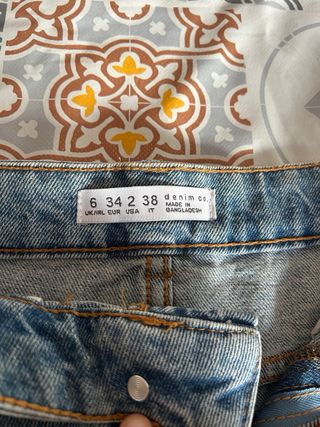 6 34 2 38 denim co.
UK/IRL EUR USA IT MADE IN
BANGLADESH